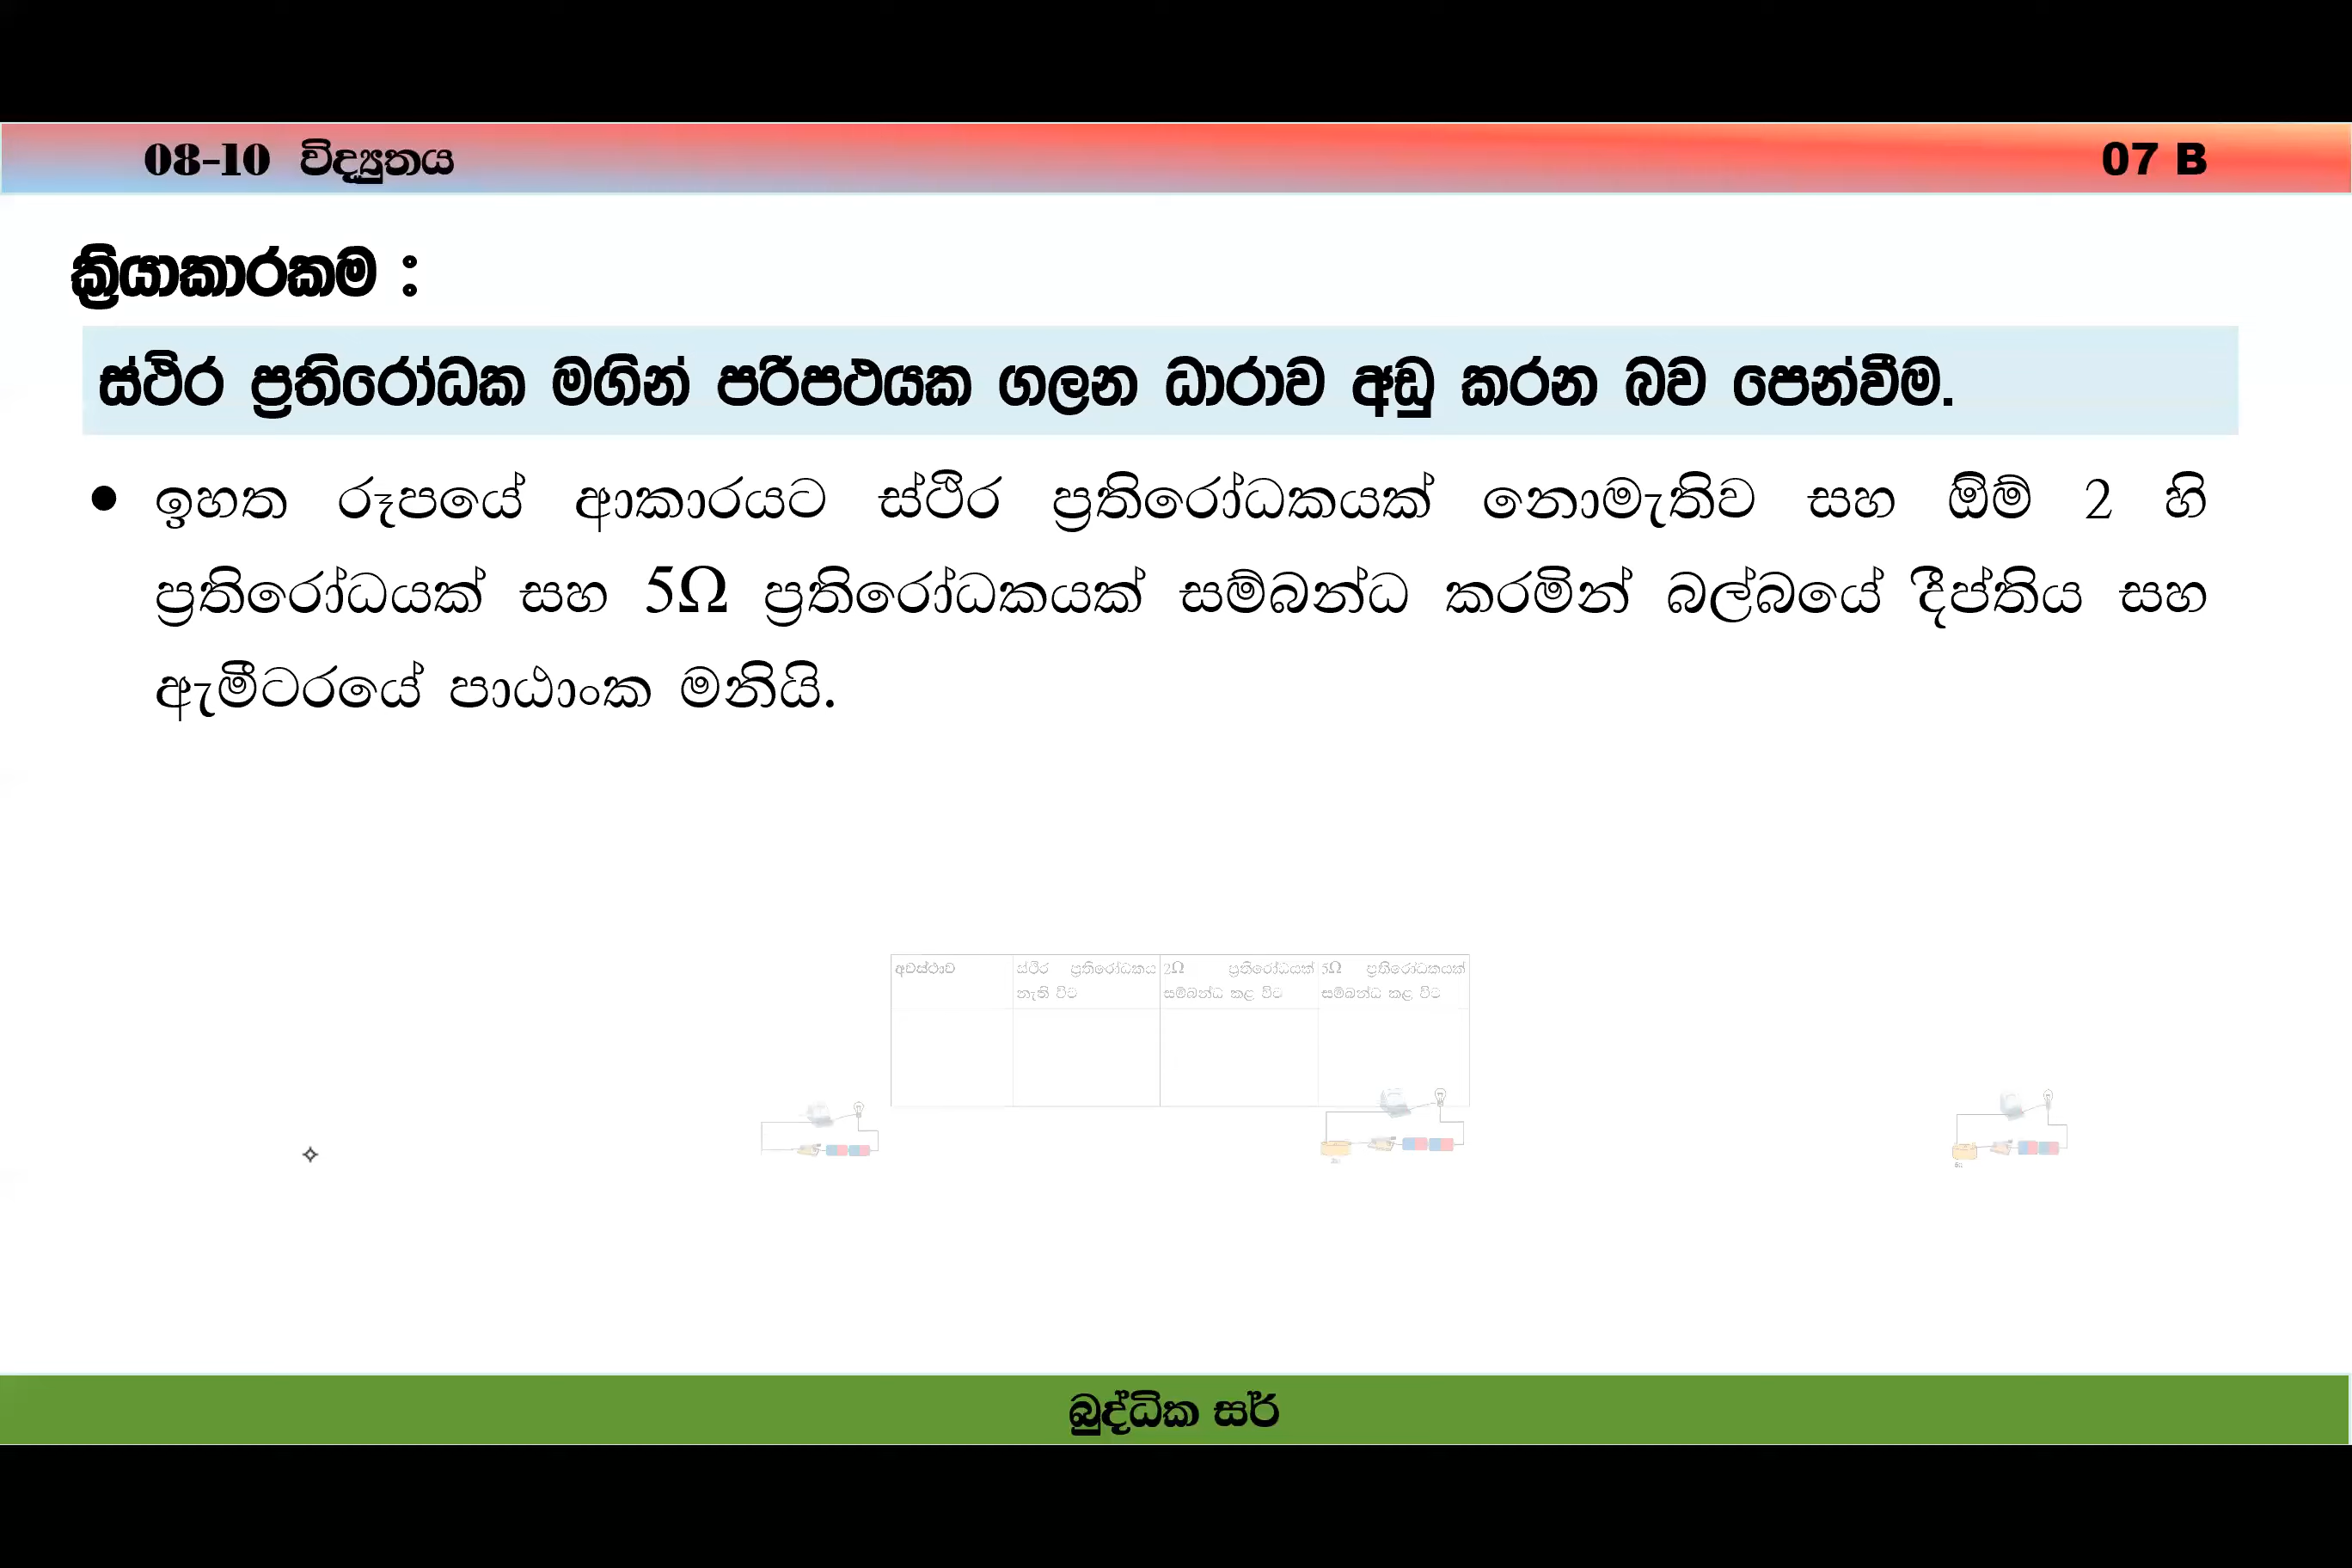 08-10 විද්‍යුතය
07 B
ක්‍රියාකාරකම :
ස්ථිර ප්‍රතිරෝධක මගින් පරිපථයක ගලන ධාරාව අඩු කරන බව පෙන්වීම.
• ඉහත රූපයේ ආකාරයට ස්ථිර ප්‍රතිරෝධකයක් නොමැතිව සහ ඕම් 2 හි
ප්‍රතිරෝධයක් සහ 5Ω ප්‍රතිරෝධකයක් සම්බන්ධ කරමින් බල්බයේ දීප්තිය සහ
ඇමීටරයේ පාඨාංක මනියි.
අවස්ථාව
ස්ථිර ප්‍රතිරෝධකය
නැති විට
2Ω ප්‍රතිරෝධයක්
සම්බන්ධ කළ විට
5Ω ප්‍රතිරෝධකයක්
සම්බන්ධ කළ විට
බුද්ධික සර්